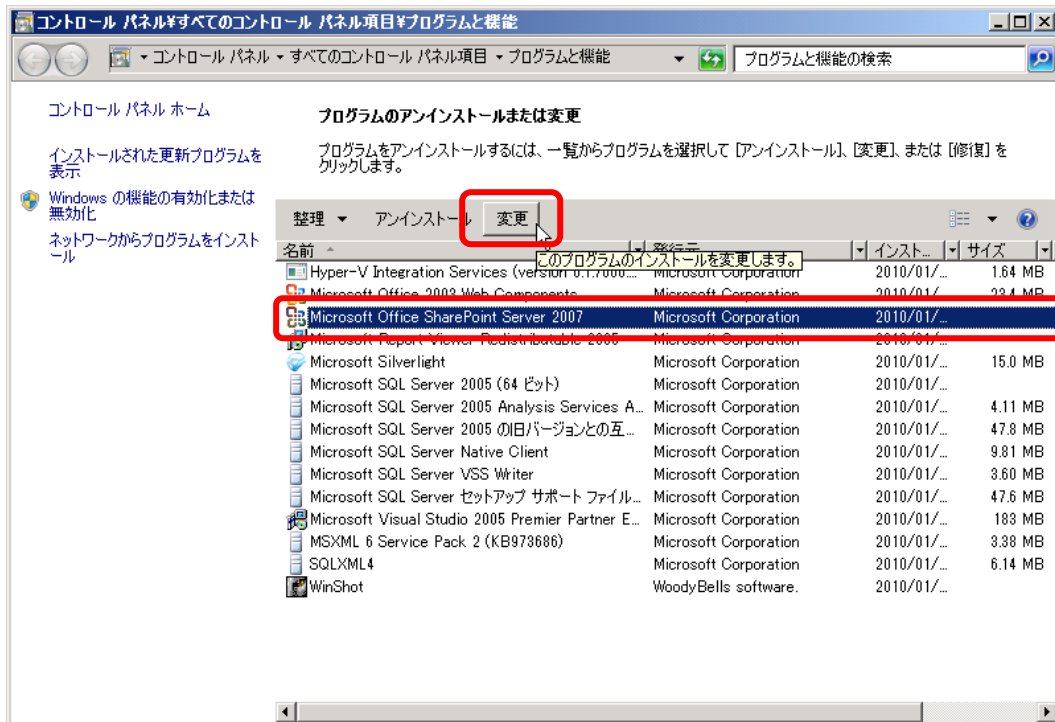 コントロール パネル¥すべてのコントロール パネル項目¥プログラムと機能
コントロール パネル ▾ すべてのコントロール パネル項目 ▾ プログラムと機能
プログラムと機能の検索
コントロール パネル ホーム
インストールされた更新プログラムを
表示
Windows の機能の有効化または
無効化
ネットワークからプログラムをインスト
ール
プログラムのアンインストールまたは変更
プログラムをアンインストールするには、一覧からプログラムを選択して [アンインストール]、[変更]、または [修復] を
クリックします。
整理 ▼ アンインストール 変更
名前 発行元 インスト... サイズ
このプログラムのインストールを変更します。
Hyper-V Integration Services (version 6.1.7600.... Microsoft Corporation 2010/01/... 1.64 MB
Microsoft Office 2003 Web Components Microsoft Corporation 2010/01/... 23.4 MB
Microsoft Office SharePoint Server 2007 Microsoft Corporation 2010/01/...
Microsoft Report Viewer Redistributable 2005 Microsoft Corporation 2010/01/...
Microsoft Silverlight Microsoft Corporation 2010/01/... 15.0 MB
Microsoft SQL Server 2005 (64 ビット) Microsoft Corporation 2010/01/...
Microsoft SQL Server 2005 Analysis Services A... Microsoft Corporation 2010/01/... 4.11 MB
Microsoft SQL Server 2005 の旧バージョンとの互... Microsoft Corporation 2010/01/... 47.8 MB
Microsoft SQL Server Native Client Microsoft Corporation 2010/01/... 9.81 MB
Microsoft SQL Server VSS Writer Microsoft Corporation 2010/01/... 3.60 MB
Microsoft SQL Server セットアップ サポート ファイル... Microsoft Corporation 2010/01/... 47.6 MB
Microsoft Visual Studio 2005 Premier Partner E... Microsoft Corporation 2010/01/... 183 MB
MSXML 6 Service Pack 2 (KB973686) Microsoft Corporation 2010/01/... 3.38 MB
SQLXML4 Microsoft Corporation 2010/01/... 6.14 MB
WinShot WoodyBells software. 2010/01/...